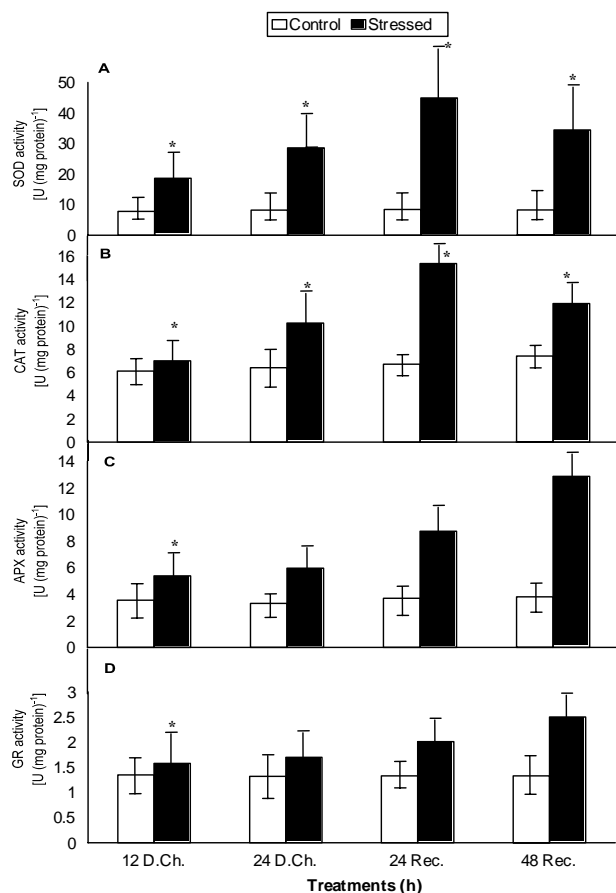 Control Stressed
A
SOD activity
[U (mg protein)⁻¹]
50
40
30
20
10
0
*
*
*
*
B
CAT activity
[U (mg protein)⁻¹]
16
14
12
10
8
6
4
2
0
*
*
*
*
C
APX activity
[U (mg protein)⁻¹]
14
12
10
8
6
4
2
0
*
D
GR activity
[U (mg protein)⁻¹]
3
2.5
2
1.5
1
0.5
0
*
12 D.Ch. 24 D.Ch. 24 Rec. 48 Rec.
Treatments (h)